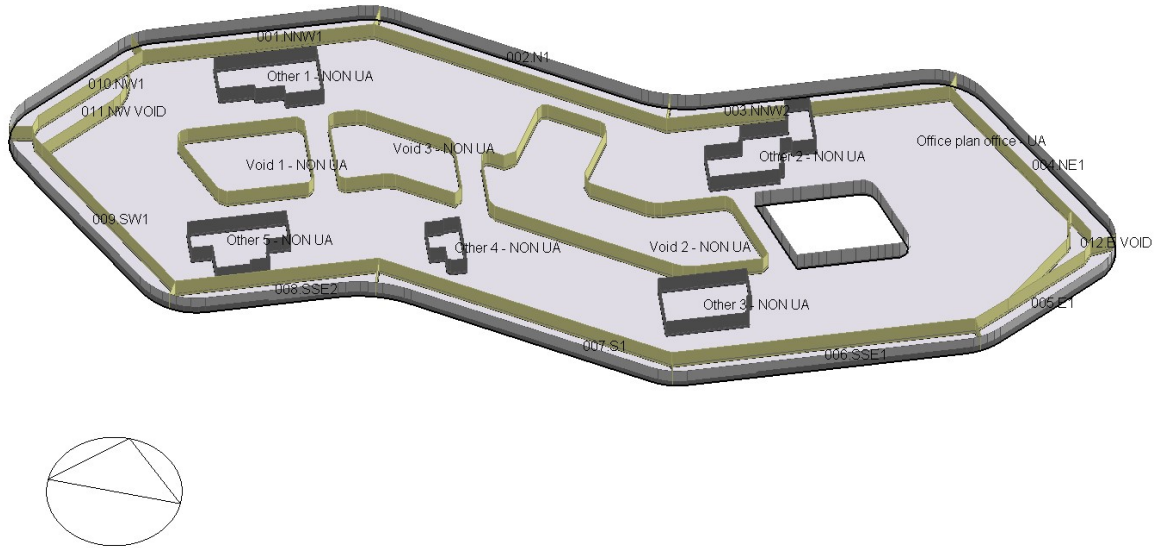 001.NNW1
002.N1
Other 1 - NON UA
010.NW1
011.NW VOID
003.NNW2
Office plan office - UA
Void 3 - NON UA
Other 2 - NON UA
Void 1 - NON UA
004.NE1
009.SW1
Other 5 - NON UA
Other 4 - NON UA
Void 2 - NON UA
012.E VOID
008.SSE2
Other 3 - NON UA
005.E1
007.S1
006.SSE1